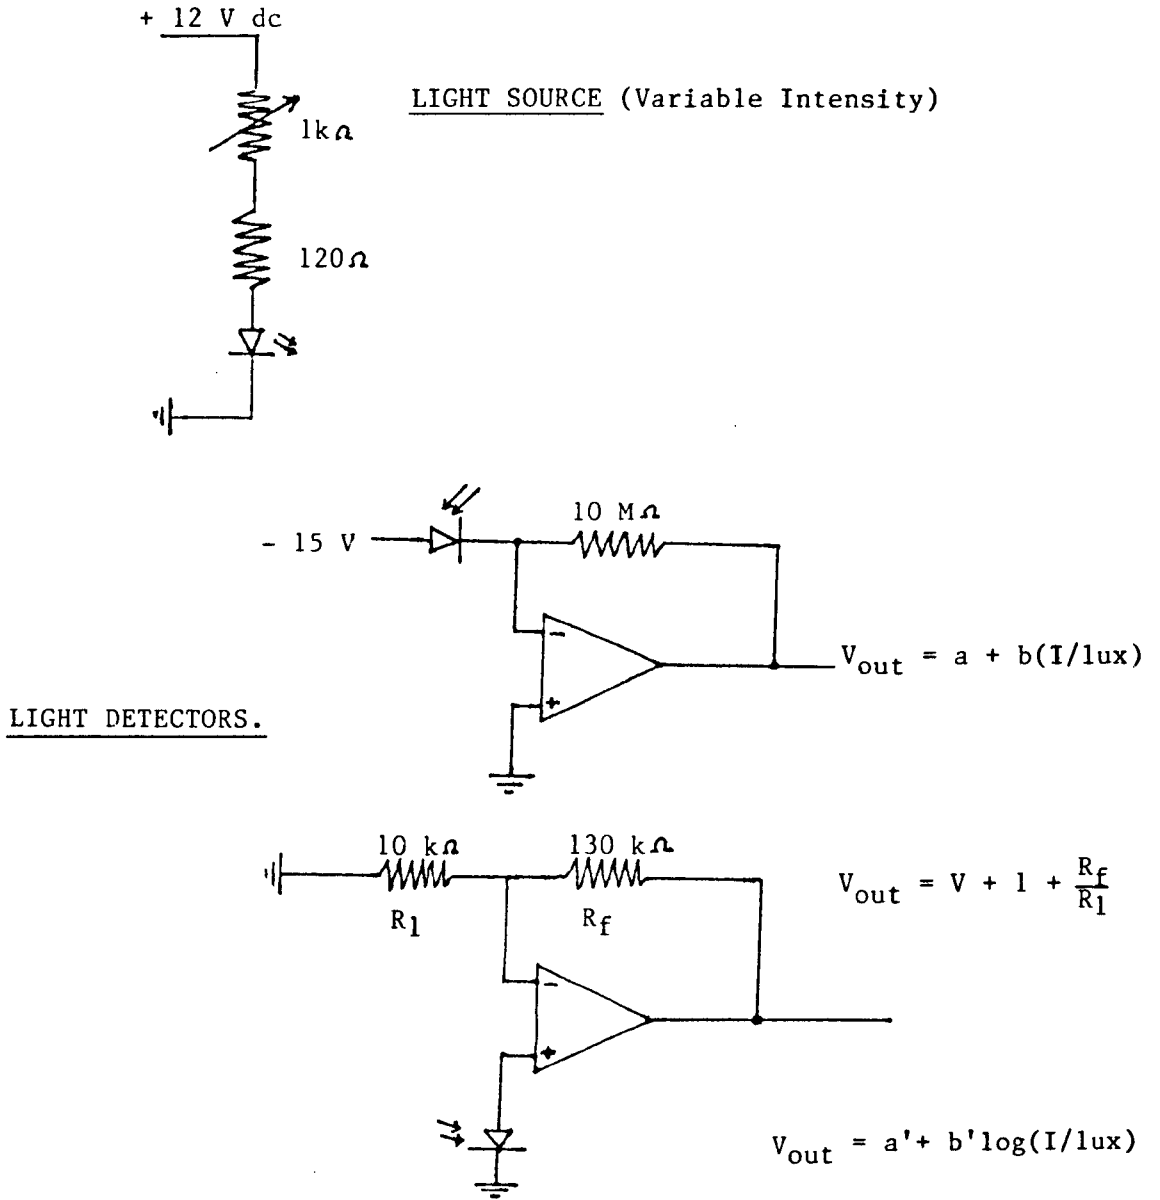 + 12 V dc
LIGHT SOURCE (Variable Intensity)
1kΩ
120Ω
10 MΩ
- 15 V
-
Vout = a + b(I/lux)
+
LIGHT DETECTORS.
10 kΩ 130 kΩ
Vout = V + 1 + Rf/R1
R1 Rf
-
+
Vout = a'+ b'log(I/lux)